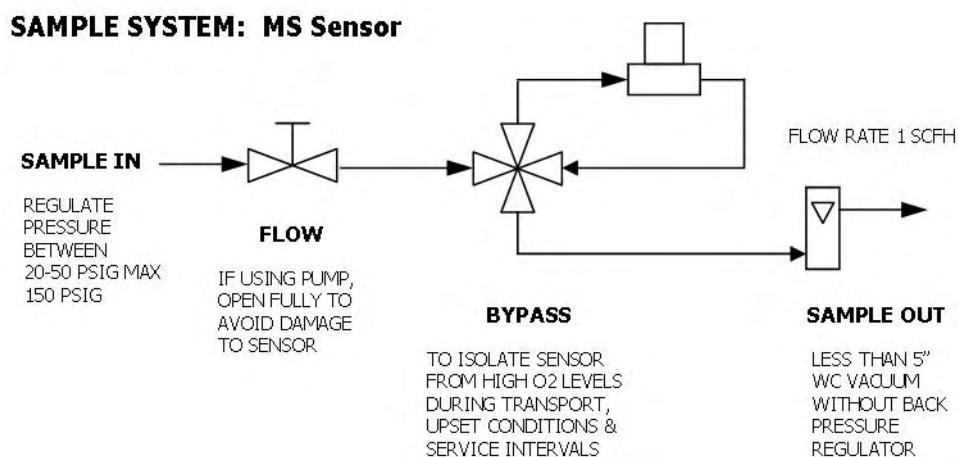 SAMPLE SYSTEM: MS Sensor
FLOW RATE 1 SCFH
SAMPLE IN
REGULATE
PRESSURE
BETWEEN
20-50 PSIG MAX
150 PSIG
FLOW
IF USING PUMP,
OPEN FULLY TO
AVOID DAMAGE
TO SENSOR
BYPASS
TO ISOLATE SENSOR
FROM HIGH O2 LEVELS
DURING TRANSPORT,
UPSET CONDITIONS &
SERVICE INTERVALS
SAMPLE OUT
LESS THAN 5”
WC VACUUM
WITHOUT BACK
PRESSURE
REGULATOR